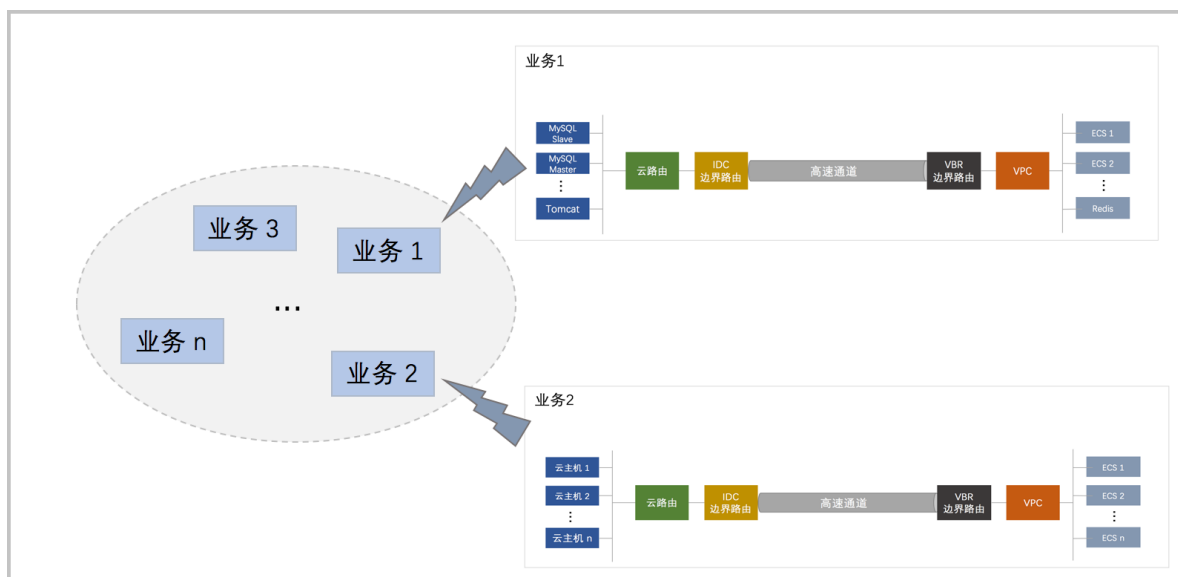 业务1
MySQL
Slave
MySQL
Master
⋮
Tomcat
云路由
IDC
边界路由
高速通道
VBR
边界路由
VPC
ECS 1
ECS 2
⋮
Redis
业务 3
业务 1
...
业务 n
业务 2
业务2
云主机 1
云主机 2
⋮
云主机 n
云路由
IDC
边界路由
高速通道
VBR
边界路由
VPC
ECS 1
ECS 2
⋮
ECS n